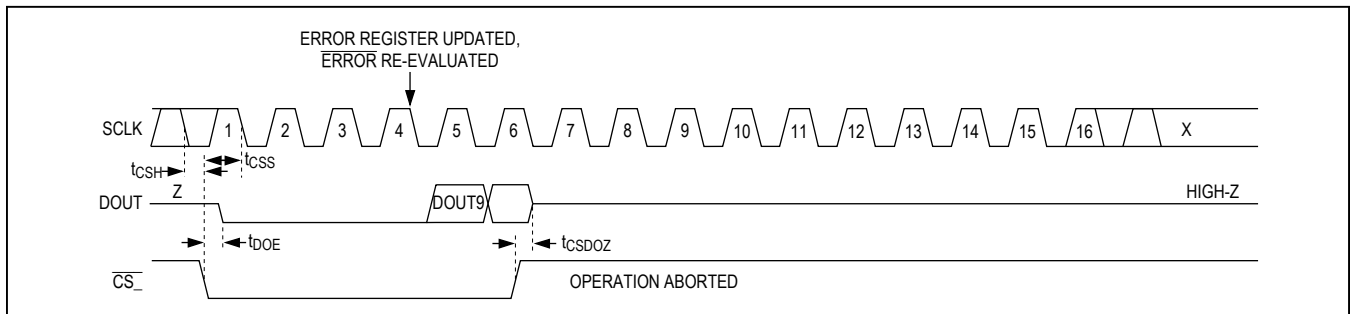 ERROR REGISTER UPDATED,
ERROR RE-EVALUATED
SCLK 1 2 3 4 5 6 7 8 9 10 11 12 13 14 15 16 X
tCSH tCSS
DOUT Z DOUT9 HIGH-Z
tDOE tCSDOZ
CS_ OPERATION ABORTED